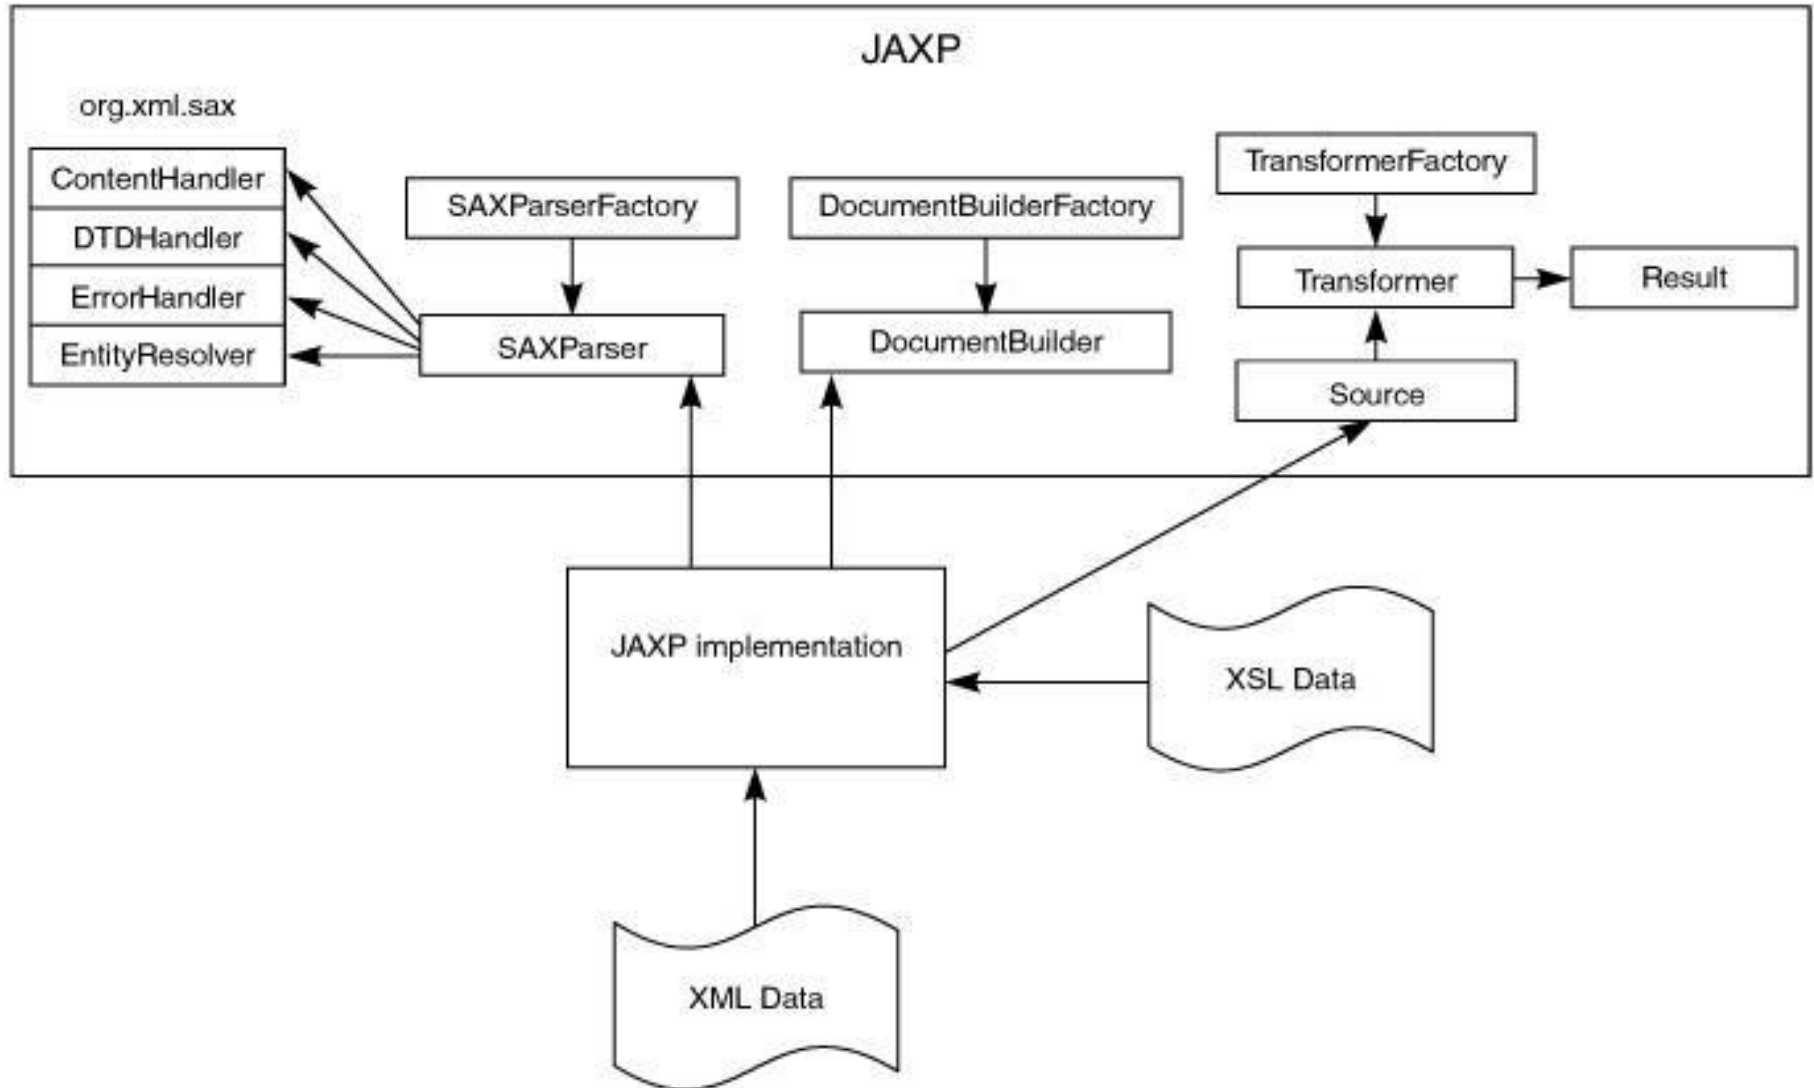 JAXP
org.xml.sax
ContentHandler
DTDHandler
ErrorHandler
EntityResolver
SAXParserFactory
SAXParser
DocumentBuilderFactory
DocumentBuilder
TransformerFactory
Transformer
Result
Source
JAXP implementation
XSL Data
XML Data